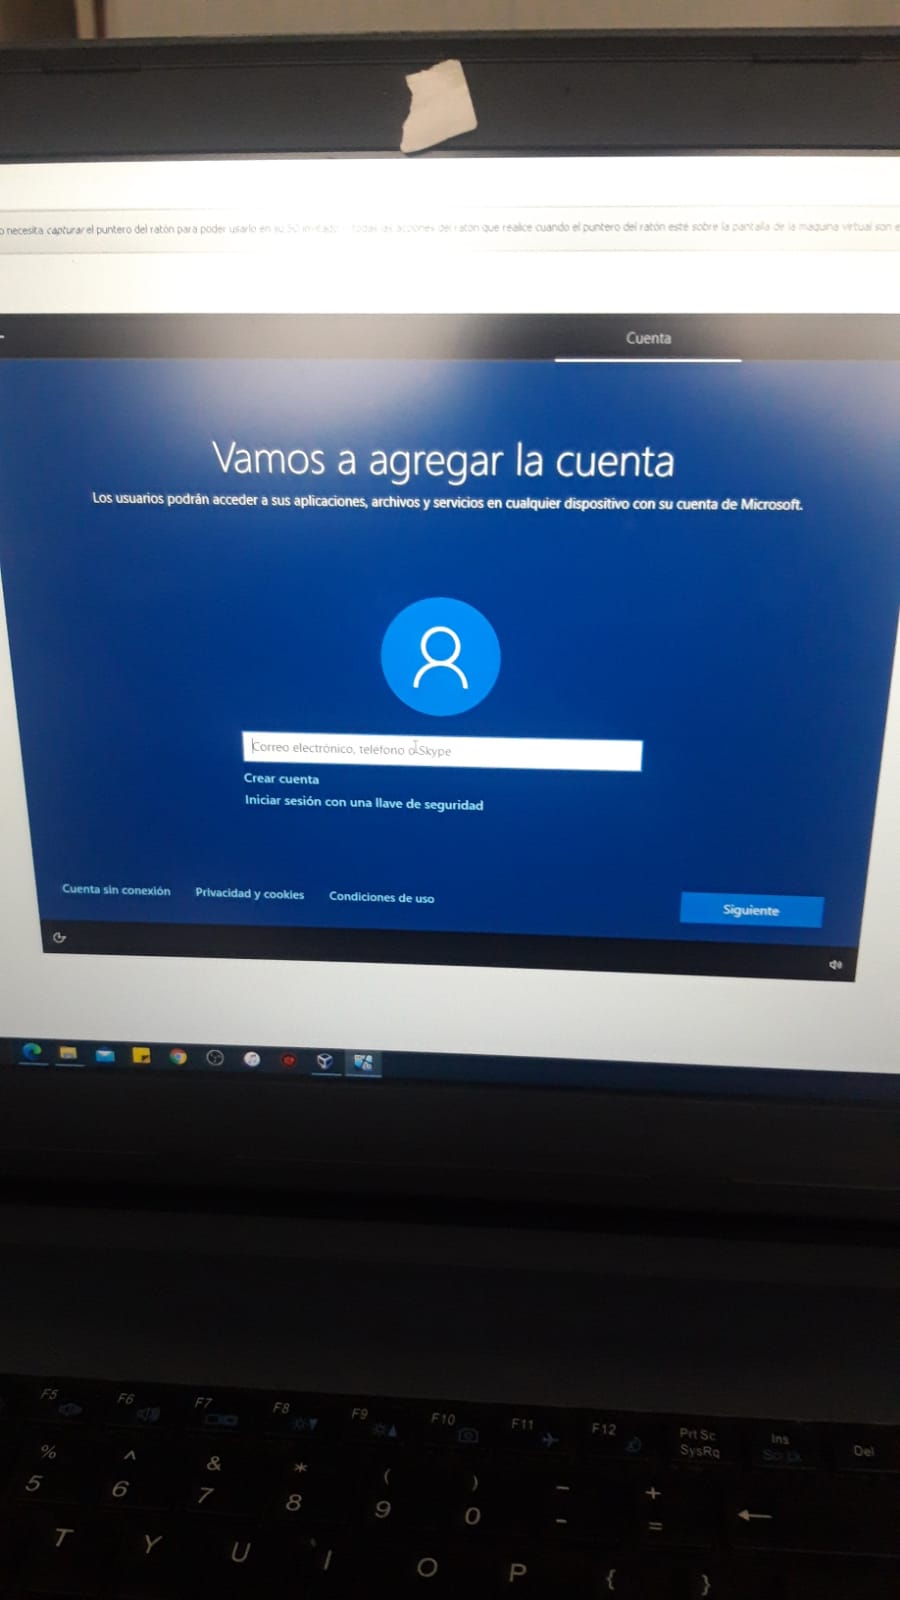 o necesita capturar el puntero del ratón para poder usarlo en su SO invitado todas las acciones del ratón que realice cuando el puntero del ratón esté sobre la pantalla de la máquina virtual son e
Cuenta
Vamos a agregar la cuenta
Los usuarios podrán acceder a sus aplicaciones, archivos y servicios en cualquier dispositivo con su cuenta de Microsoft.
Correo electrónico, teléfono o Skype
Crear cuenta
Iniciar sesión con una llave de seguridad
Cuenta sin conexión Privacidad y cookies Condiciones de uso Siguiente
F5 F6 F7 F8 F9 F10 F11 F12 Prt Sc Ins Del
SysRq Scr Lk
% ^ & * ( ) – +
5 6 7 8 9 0 - =
T Y U I O P { }